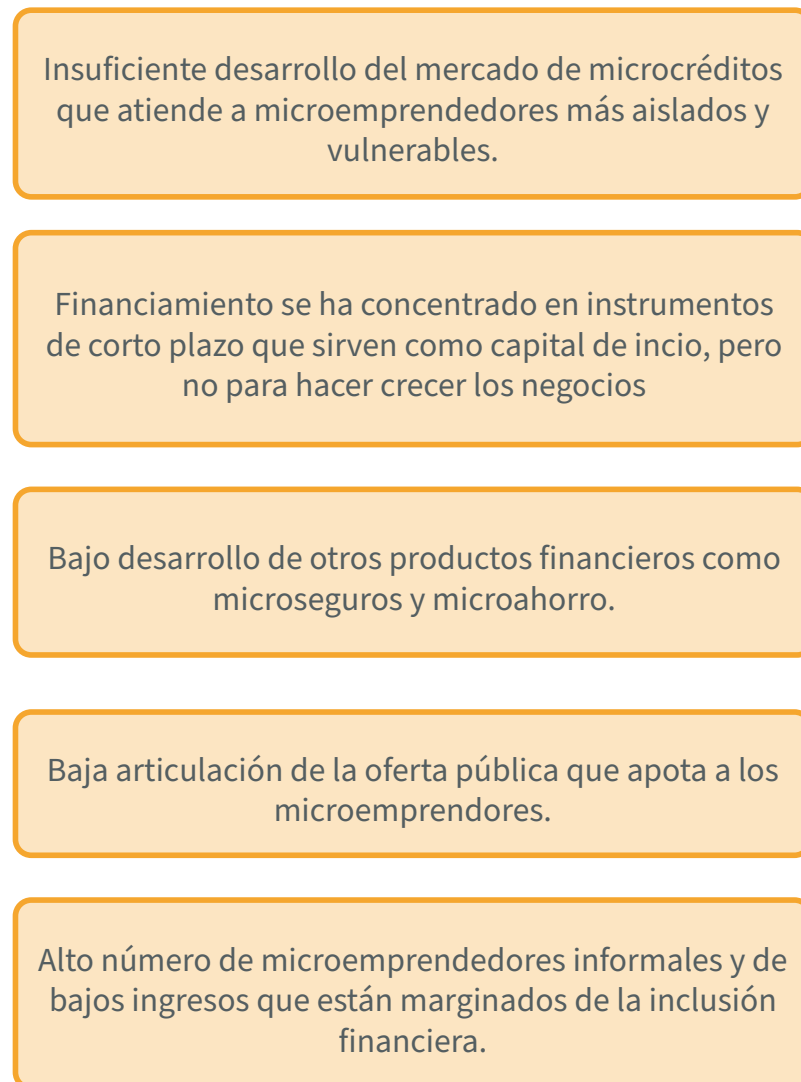 Insuficiente desarrollo del mercado de microcréditos
que atiende a microemprendedores más aislados y
vulnerables.
Financiamiento se ha concentrado en instrumentos
de corto plazo que sirven como capital de incio, pero
no para hacer crecer los negocios
Bajo desarrollo de otros productos financieros como
microseguros y microahorro.
Baja articulación de la oferta pública que apota a los
microemprendores.
Alto número de microemprendedores informales y de
bajos ingresos que están marginados de la inclusión
financiera.